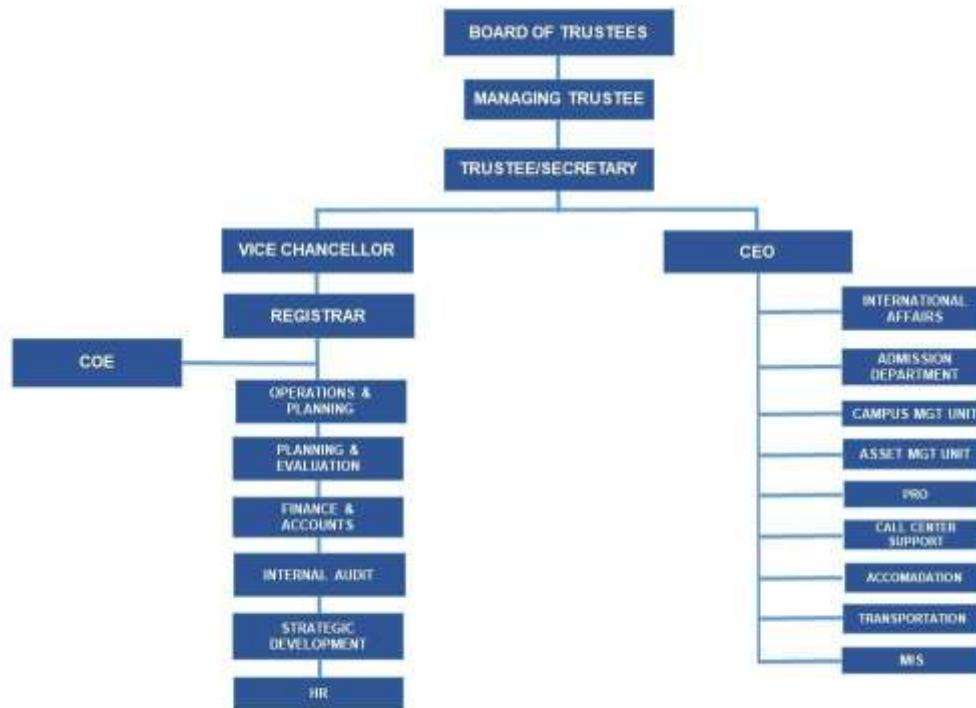 BOARD OF TRUSTEES
MANAGING TRUSTEE
TRUSTEE/SECRETARY
VICE CHANCELLOR
CEO
REGISTRAR
COE
OPERATIONS &
PLANNING
PLANNING &
EVALUATION
FINANCE &
ACCOUNTS
INTERNAL AUDIT
STRATEGIC
DEVELOPMENT
HR
INTERNATIONAL
AFFAIRS
ADMISSION
DEPARTMENT
CAMPUS MGT UNIT
ASSET MGT UNIT
PRO
CALL CENTER
SUPPORT
ACCOMADATION
TRANSPORTATION
MIS